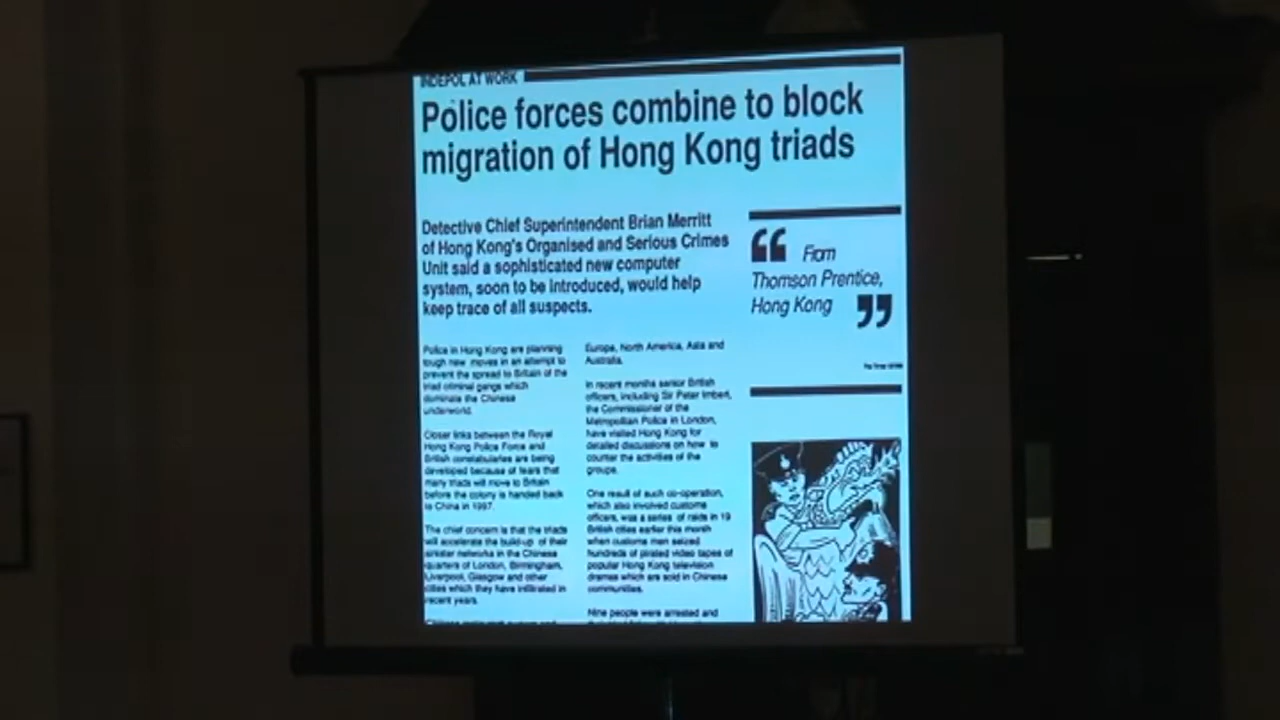 INDEPOL AT WORK
Police forces combine to block
migration of Hong Kong triads
Detective Chief Superintendent Brian Merritt
of Hong Kong's Organised and Serious Crimes
Unit said a sophisticated new computer
system, soon to be introduced, would help
keep trace of all suspects.
“ From
Thomson Prentice,
Hong Kong ”
Police in Hong Kong are planning
tough new moves in an attempt to
prevent the spread to Britain of the
triad criminal gangs which
dominate the Chinese
underworld.
Closer links between the Royal
Hong Kong Police Force and
British constabularies are being
developed because of fears that
many triads will move to Britain
before the colony is handed back
to China in 1997.
The chief concern is that the triads
will accelerate the build-up of their
sinister networks in the Chinese
quarters of London, Birmingham,
Liverpool, Glasgow and other
cities which they have infiltrated in
recent years.
Europe, North America, Asia and
Australia.
In recent months senior British
officers, including Sir Peter Imbert,
the Commissioner of the
Metropolitan Police in London,
have visited Hong Kong for
detailed discussions on how to
counter the activities of the
groups.
One result of such co-operation,
which also involved customs
officers, was a series of raids in 19
British cities earlier this month
when customs men seized
hundreds of pirated video tapes of
popular Hong Kong television
dramas which are sold in Chinese
communities.
Nine people were arrested and